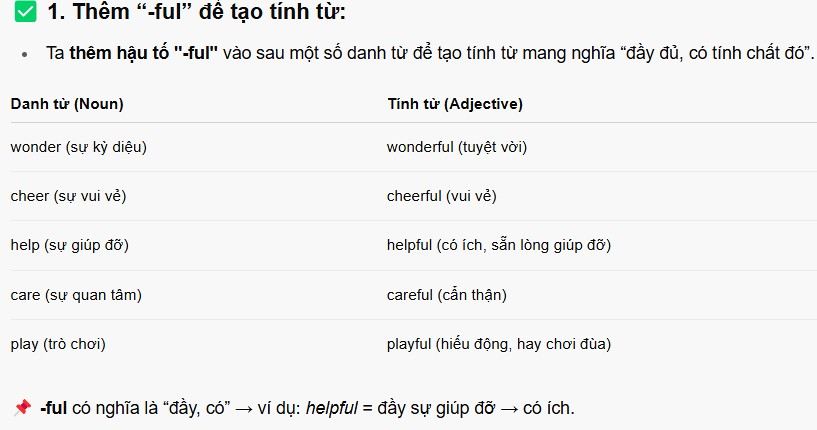 ✅ 1. Thêm “-ful” để tạo tính từ:
• Ta thêm hậu tố "-ful" vào sau một số danh từ để tạo tính từ mang nghĩa “đầy đủ, có tính chất đó”.
Danh từ (Noun) Tính từ (Adjective)
wonder (sự kỳ diệu) wonderful (tuyệt vời)
cheer (sự vui vẻ) cheerful (vui vẻ)
help (sự giúp đỡ) helpful (có ích, sẵn lòng giúp đỡ)
care (sự quan tâm) careful (cẩn thận)
play (trò chơi) playful (hiếu động, hay chơi đùa)
📌 -ful có nghĩa là “đầy, có” → ví dụ: helpful = đầy sự giúp đỡ → có ích.